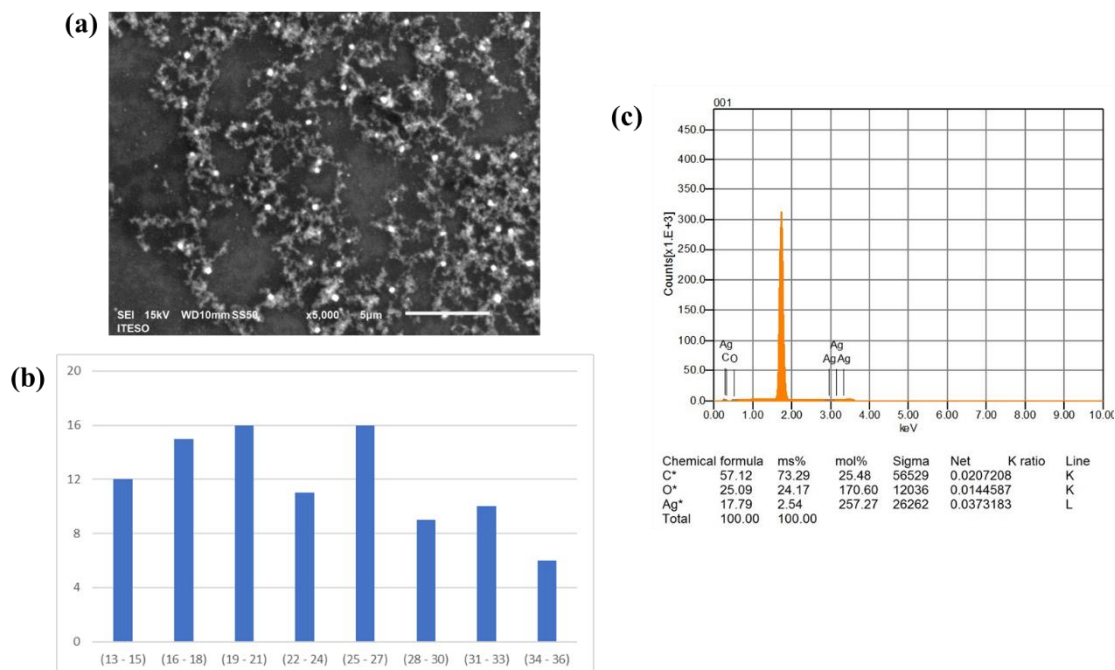 (a)
SEI 15kV WD10mm SS50 x5,000 5µm
ITESO
(b)
20
16
12
8
4
0
(13 - 15) (16 - 18) (19 - 21) (22 - 24) (25 - 27) (28 - 30) (31 - 33) (34 - 36)
(c)
001
Counts[x1.E+3]
450.0
400.0
350.0
300.0
250.0
200.0
150.0
100.0
50.0
0.0
Ag
C O
Ag
Ag Ag
0.00 1.00 2.00 3.00 4.00 5.00 6.00 7.00 8.00 9.00 10.00
keV
Chemical formula ms% mol% Sigma Net K ratio Line
C* 57.12 73.29 25.48 56529 0.0207208 K
O* 25.09 24.17 170.60 12036 0.0144587 K
Ag* 17.79 2.54 257.27 26262 0.0373183 L
Total 100.00 100.00